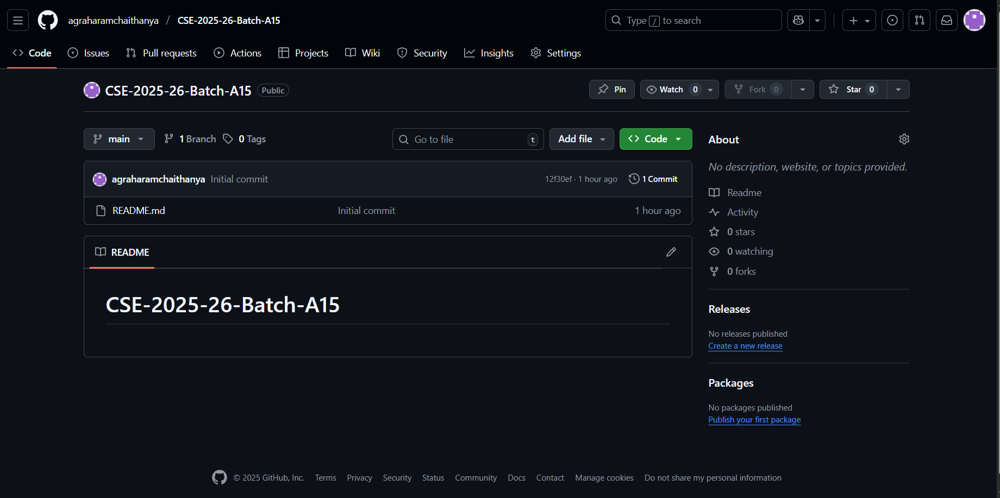 agraharamchaithanya / CSE-2025-26-Batch-A15 Type / to search
Code Issues Pull requests Actions Projects Wiki Security Insights Settings
CSE-2025-26-Batch-A15 Public Pin Watch 0 Fork 0 Star 0
main 1 Branch 0 Tags Go to file t Add file Code
agraharamchaithanya Initial commit 12f30ef · 1 hour ago 1 Commit
README.md Initial commit 1 hour ago
README
CSE-2025-26-Batch-A15
About
No description, website, or topics provided.
Readme
Activity
0 stars
0 watching
0 forks
Releases
No releases published
Create a new release
Packages
No packages published
Publish your first package
© 2025 GitHub, Inc. Terms Privacy Security Status Community Docs Contact Manage cookies Do not share my personal information